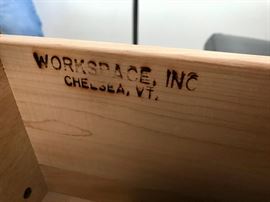 WORKSPACE, INC
CHELSEA, VT.